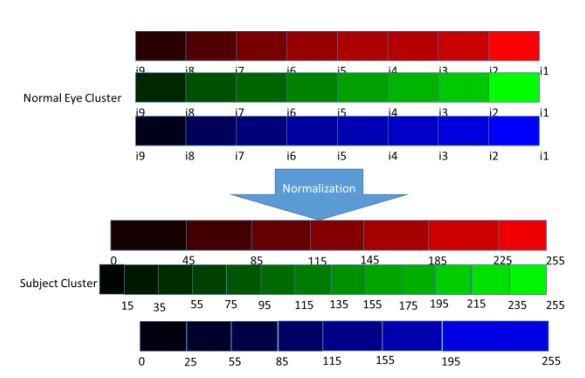 i9 i8 i7 i6 i5 i4 i3 i2 i1
Normal Eye Cluster
i9 i8 i7 i6 i5 i4 i3 i2 i1
i9 i8 i7 i6 i5 i4 i3 i2 i1
Normalization
0 45 85 115 145 185 225 255
Subject Cluster
15 35 55 75 95 115 135 155 175 195 215 235 255
0 25 55 85 115 155 195 255